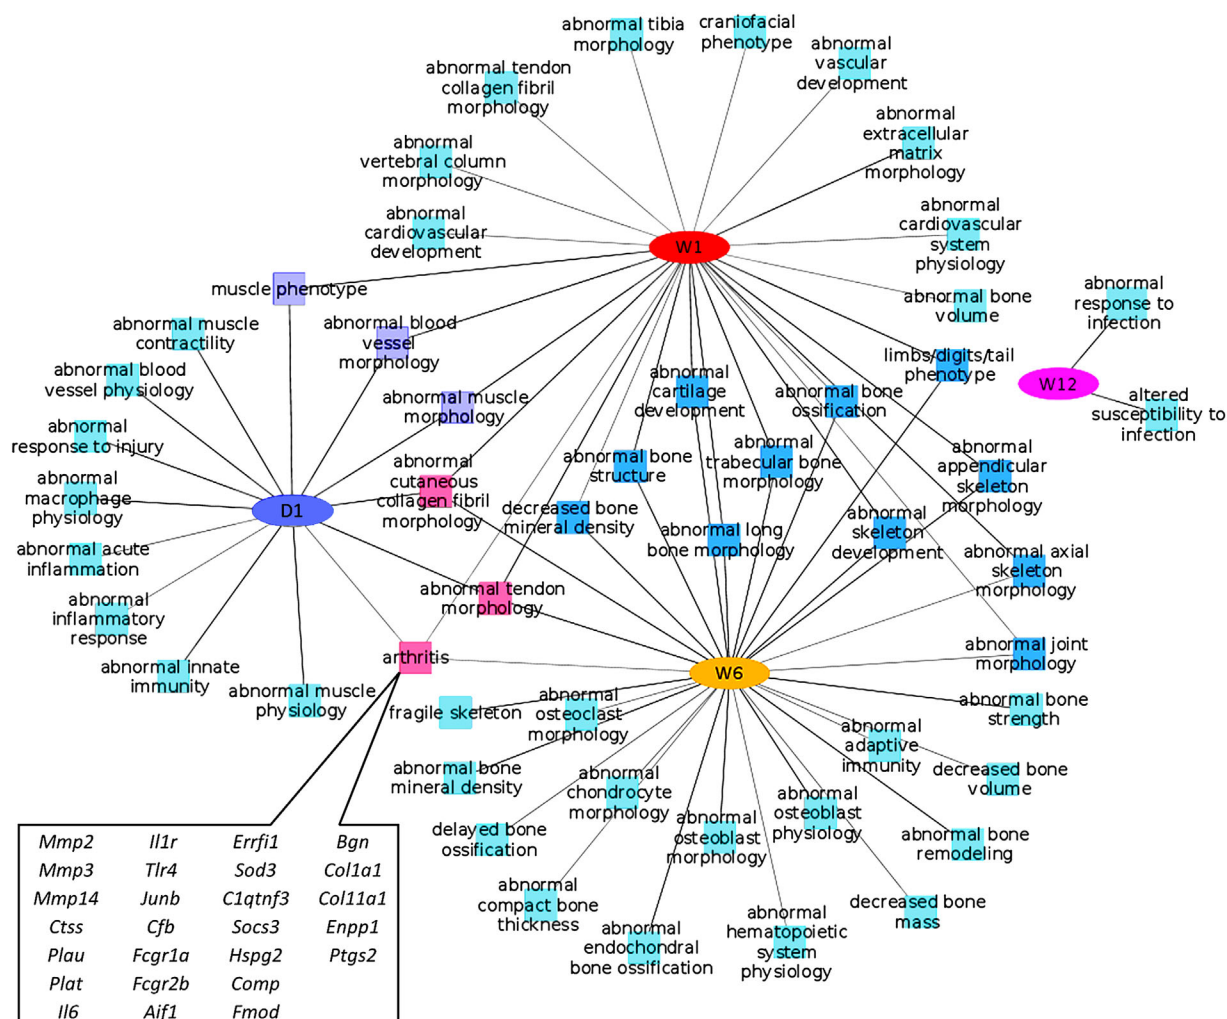 abnormal tibia
morphology
craniofacial
phenotype
abnormal
vascular
development
abnormal tendon
collagen fibril
morphology
abnormal
extracellular
matrix
morphology
abnormal
vertebral column
morphology
abnormal
cardiovascular
development
abnormal
cardiovascular
system
physiology
W1
muscle phenotype
abnormal bone
volume
abnormal
response to
infection
abnormal muscle
contractility
abnormal blood
vessel
morphology
limbs/digits/tail
phenotype
W12
altered
susceptibility to
infection
abnormal blood
vessel physiology
abnormal muscle
morphology
abnormal
cartilage
development
abnormal bone
ossification
abnormal
response to injury
abnormal
cutaneous
collagen fibril
morphology
abnormal bone
structure
abnormal
trabecular bone
morphology
abnormal
appendicular
skeleton
morphology
abnormal
macrophage
physiology
D1
decreased bone
mineral density
abnormal long
bone morphology
abnormal
skeleton
development
abnormal acute
inflammation
abnormal axial
skeleton
morphology
abnormal
inflammatory
response
abnormal tendon
morphology
abnormal innate
immunity
arthritis
W6
abnormal joint
morphology
abnormal muscle
physiology
fragile skeleton
abnormal
osteoclast
morphology
abnormal bone
strength
abnormal
adaptive
immunity
abnormal bone
mineral density
abnormal
chondrocyte
morphology
decreased bone
volume
delayed bone
ossification
abnormal
osteoblast
morphology
abnormal
osteoblast
physiology
abnormal bone
remodeling
abnormal
compact bone
thickness
abnormal
endochondral
bone ossification
abnormal
hematopoietic
system
physiology
decreased bone
mass
Mmp2 Il1r Errfi1 Bgn
Mmp3 Tlr4 Sod3 Col1a1
Mmp14 Junb C1qtnf3 Col11a1
Ctss Cfb Socs3 Enpp1
Plau Fcgr1a Hspg2 Ptgs2
Plat Fcgr2b Comp
Il6 Aif1 Fmod